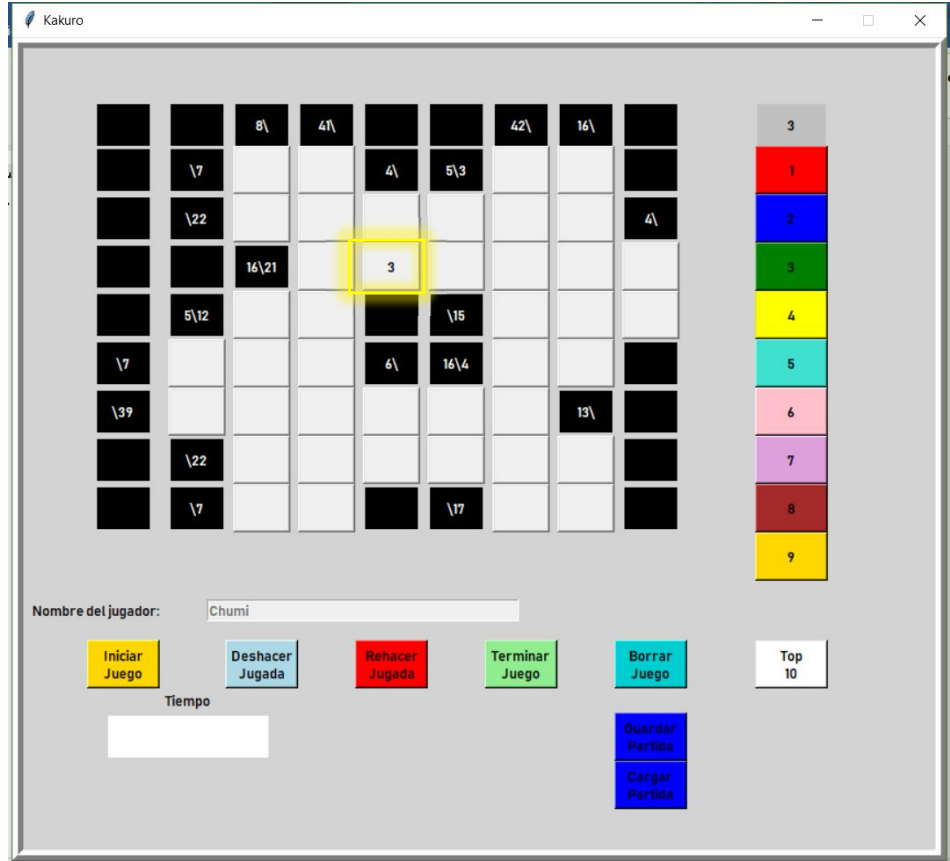 Kakuro
8\ 41\ 42\ 16\ 3
\7 4\ 5\3 1
\22 4\ 2
16\21 3 3
5\12 \15 4
\7 6\ 16\4 5
\39 13\ 6
\22 7
\7 \17 8
9
Nombre del jugador: Chumi
Iniciar Juego
Deshacer Jugada
Rehacer Jugada
Terminar Juego
Borrar Juego
Top 10
Tiempo
Guardar Partida
Cargar Partida